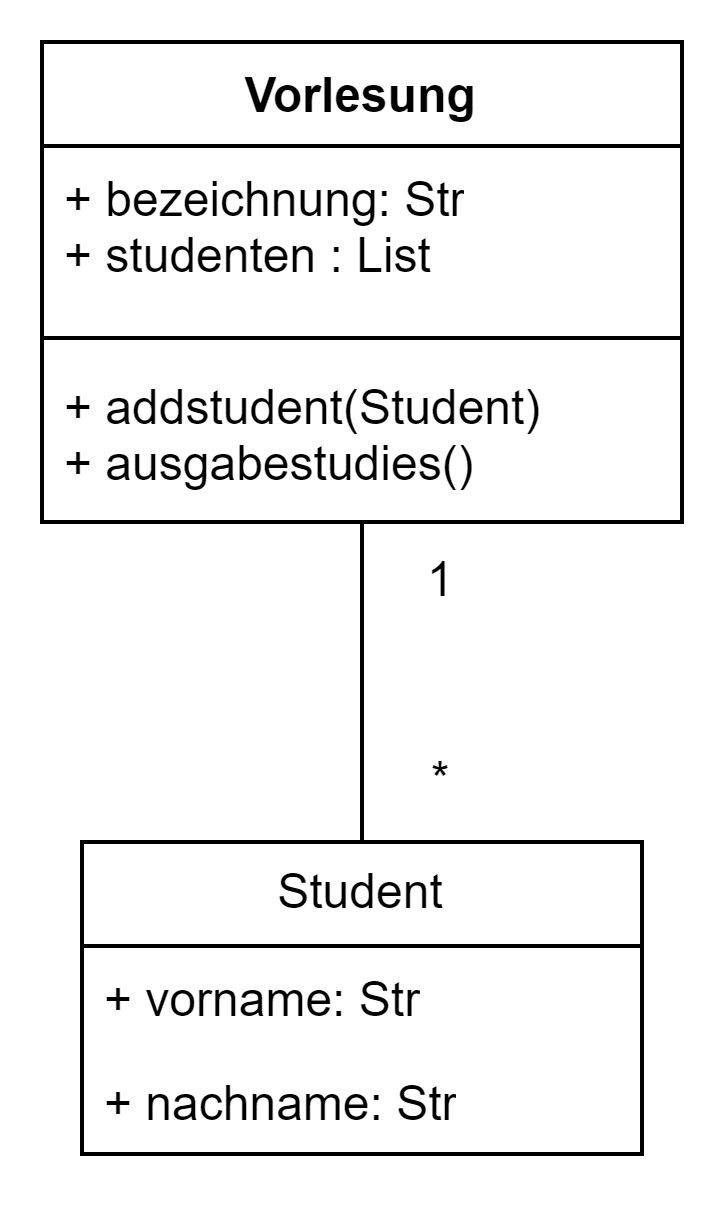 Vorlesung
+ bezeichnung: Str
+ studenten : List
+ addstudent(Student)
+ ausgabestudies()
1
*
Student
+ vorname: Str
+ nachname: Str